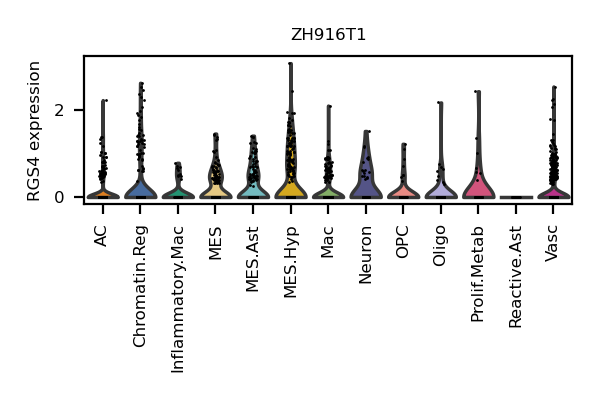 ZH916T1
RGS4 expression
2
0
AC
Chromatin.Reg
Inflammatory.Mac
MES
MES.Ast
MES.Hyp
Mac
Neuron
OPC
Oligo
Prolif.Metab
Reactive.Ast
Vasc